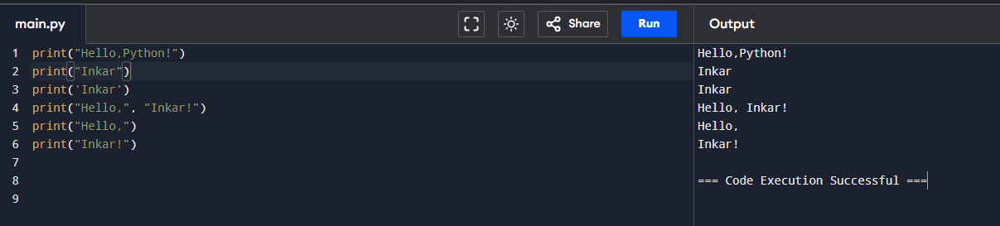 main.py
Share
Run
Output
1 print("Hello,Python!")
2 print("Inkar")
3 print('Inkar')
4 print("Hello,", "Inkar!")
5 print("Hello,")
6 print("Inkar!")
7
8
9
Hello,Python!
Inkar
Inkar
Hello, Inkar!
Hello,
Inkar!
=== Code Execution Successful ===